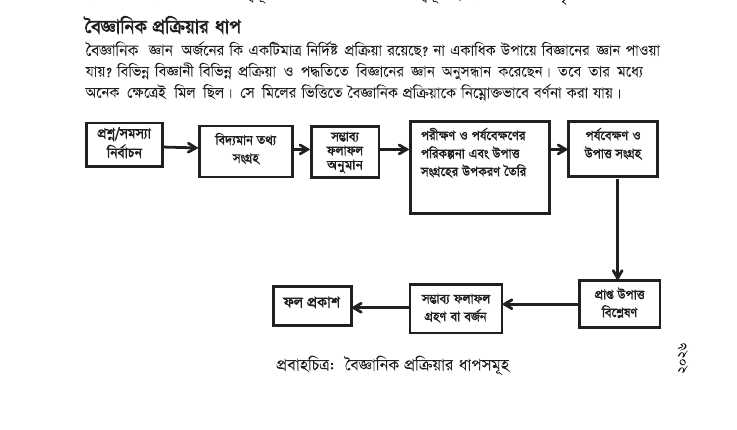 বৈজ্ঞানিক প্রক্রিয়ার ধাপ
বৈজ্ঞানিক জ্ঞান অর্জনের কি একটিমাত্র নির্দিষ্ট প্রক্রিয়া রয়েছে? না একাধিক উপায়ে বিজ্ঞানের জ্ঞান পাওয়া
যায়? বিভিন্ন বিজ্ঞানী বিভিন্ন প্রক্রিয়া ও পদ্ধতিতে বিজ্ঞানের জ্ঞান অনুসন্ধান করেছেন। তবে তার মধ্যে
অনেক ক্ষেত্রেই মিল ছিল। সে মিলের ভিত্তিতে বৈজ্ঞানিক প্রক্রিয়াকে নিম্নোক্তভাবে বর্ণনা করা যায়।
প্রশ্ন/সমস্যা
নির্বাচন
বিদ্যমান তথ্য
সংগ্রহ
সম্ভাব্য
ফলাফল
অনুমান
পরীক্ষণ ও পর্যবেক্ষণের
পরিকল্পনা এবং উপাত্ত
সংগ্রহের উপকরণ তৈরি
পর্যবেক্ষণ ও
উপাত্ত সংগ্রহ
প্রাপ্ত উপাত্ত
বিশ্লেষণ
সম্ভাব্য ফলাফল
গ্রহণ বা বর্জন
ফল প্রকাশ
প্রবাহচিত্র: বৈজ্ঞানিক প্রক্রিয়ার ধাপসমূহ
২০২৬